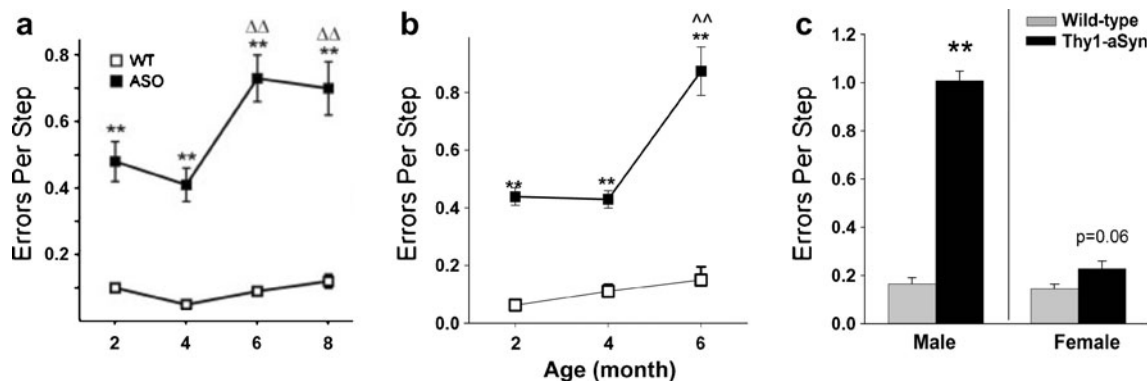 a
Errors Per Step
0.8
0.6
0.4
0.2
WT
ASO
**
**
ΔΔ
**
ΔΔ
**
2 4 6 8
b
Errors Per Step
0.8
0.6
0.4
0.2
0.0
**
**
^^
**
2 4 6
Age (month)
c
Errors Per Step
1.2
1.0
0.8
0.6
0.4
0.2
0.0
Wild-type
Thy1-aSyn
**
p=0.06
Male Female